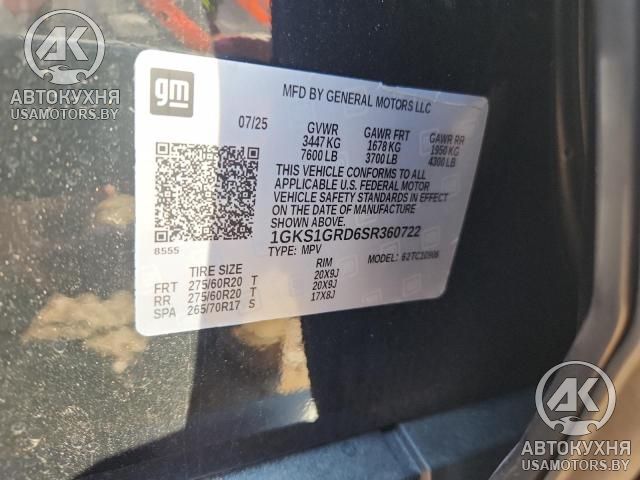 АК
АВТОКУХНЯ
USAMOTORS.BY
gm
MFD BY GENERAL MOTORS LLC
07/25 GVWR GAWR FRT GAWR RR
3447 KG 1678 KG 1950 KG
7600 LB 3700 LB 4300 LB
THIS VEHICLE CONFORMS TO ALL
APPLICABLE U.S. FEDERAL MOTOR
VEHICLE SAFETY STANDARDS IN EFFECT ON THE DATE OF MANUFACTURE
SHOWN ABOVE.
1GKS1GRD6SR360722
8555
TYPE: MPV MODEL:
TIRE SIZE RIM
FRT 275/60R20 T 20X9J
RR 275/60R20 T 20X9J
SPA 265/70R17 S 17X8J
АК
АВТОКУХНЯ
USAMOTORS.BY